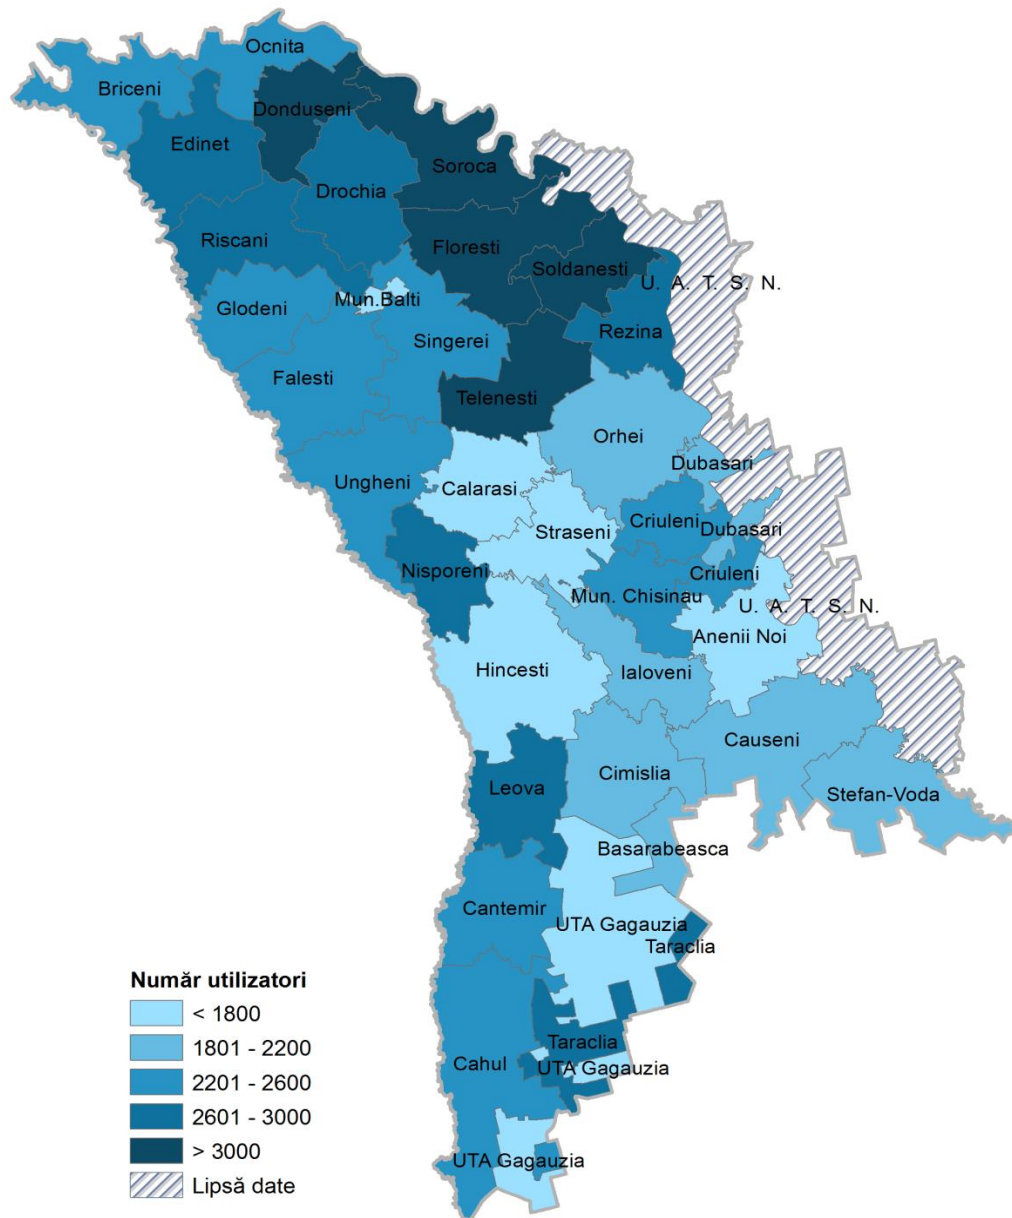 Ocnita
Briceni
Donduseni
Edinet
Soroca
Drochia
Riscani
Floresti
Soldanesti
U. A. T. S. N.
Mun.Balti
Glodeni
Rezina
Singerei
Falesti
Telenesti
Orhei
Dubasari
Ungheni
Calarasi
Criuleni
Dubasari
Straseni
Nisporeni
Criuleni
Mun. Chisinau
U. A. T. S. N.
Anenii Noi
Hincesti
Ialoveni
Causeni
Cimislia
Leova
Stefan-Voda
Basarabeasca
Cantemir
UTA Gagauzia
Taraclia
Taraclia
Cahul
UTA Gagauzia
UTA Gagauzia
Număr utilizatori
< 1800
1801 - 2200
2201 - 2600
2601 - 3000
> 3000
Lipsă date